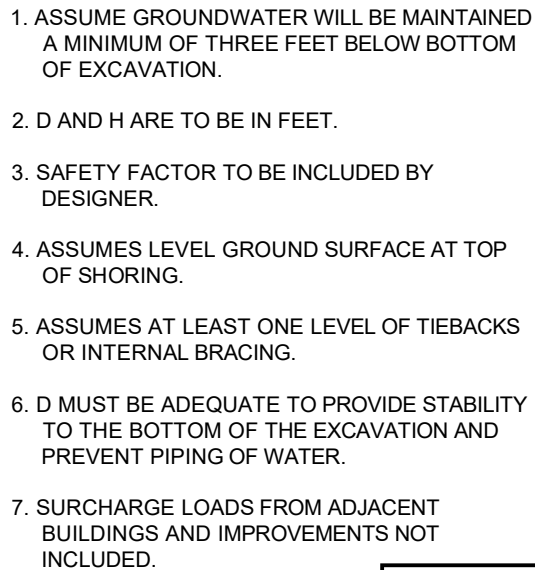 1. ASSUME GROUNDWATER WILL BE MAINTAINED
A MINIMUM OF THREE FEET BELOW BOTTOM
OF EXCAVATION.
2. D AND H ARE TO BE IN FEET.
3. SAFETY FACTOR TO BE INCLUDED BY
DESIGNER.
4. ASSUMES LEVEL GROUND SURFACE AT TOP
OF SHORING.
5. ASSUMES AT LEAST ONE LEVEL OF TIEBACKS
OR INTERNAL BRACING.
6. D MUST BE ADEQUATE TO PROVIDE STABILITY
TO THE BOTTOM OF THE EXCAVATION AND
PREVENT PIPING OF WATER.
7. SURCHARGE LOADS FROM ADJACENT
BUILDINGS AND IMPROVEMENTS NOT
INCLUDED.